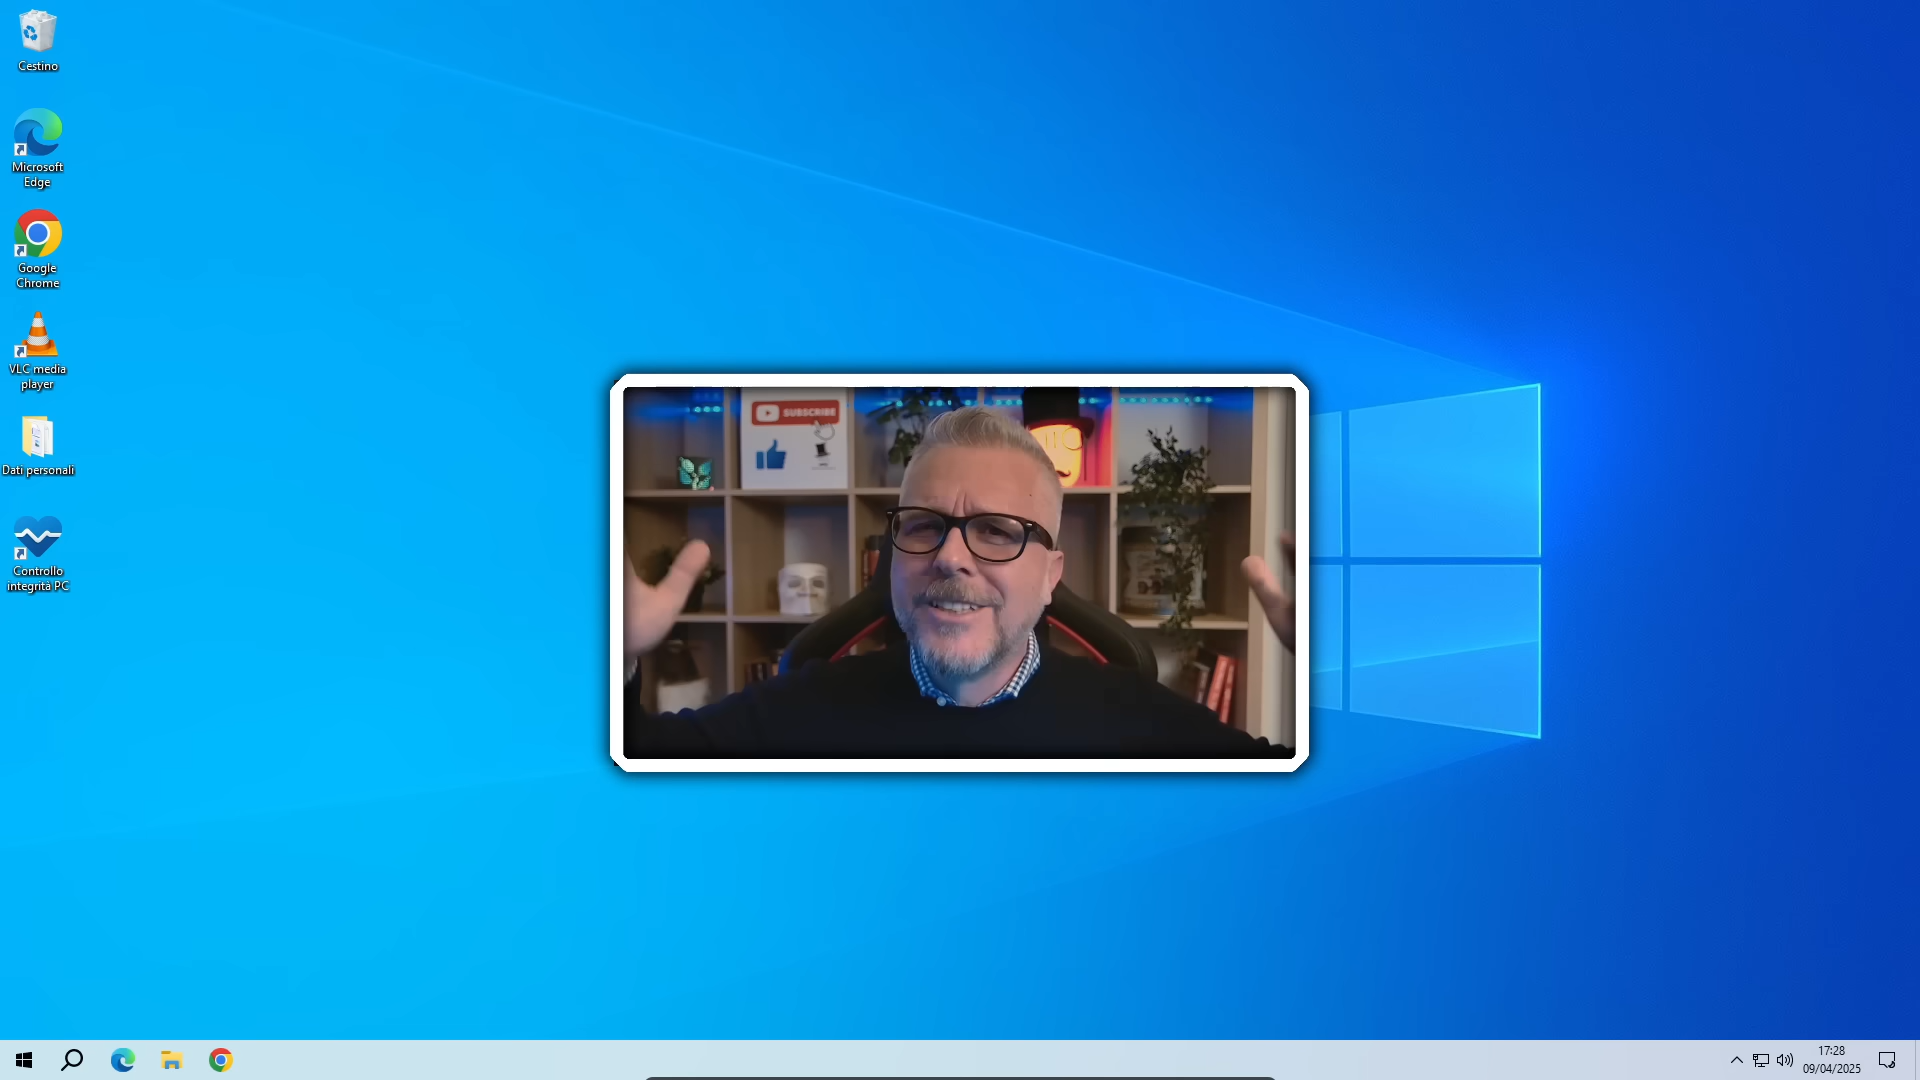 Cestino
Microsoft
Edge
Google
Chrome
VLC media
player
Dati personali
Controllo
integrità PC
SUBSCRIBE
17:28
09/04/2025